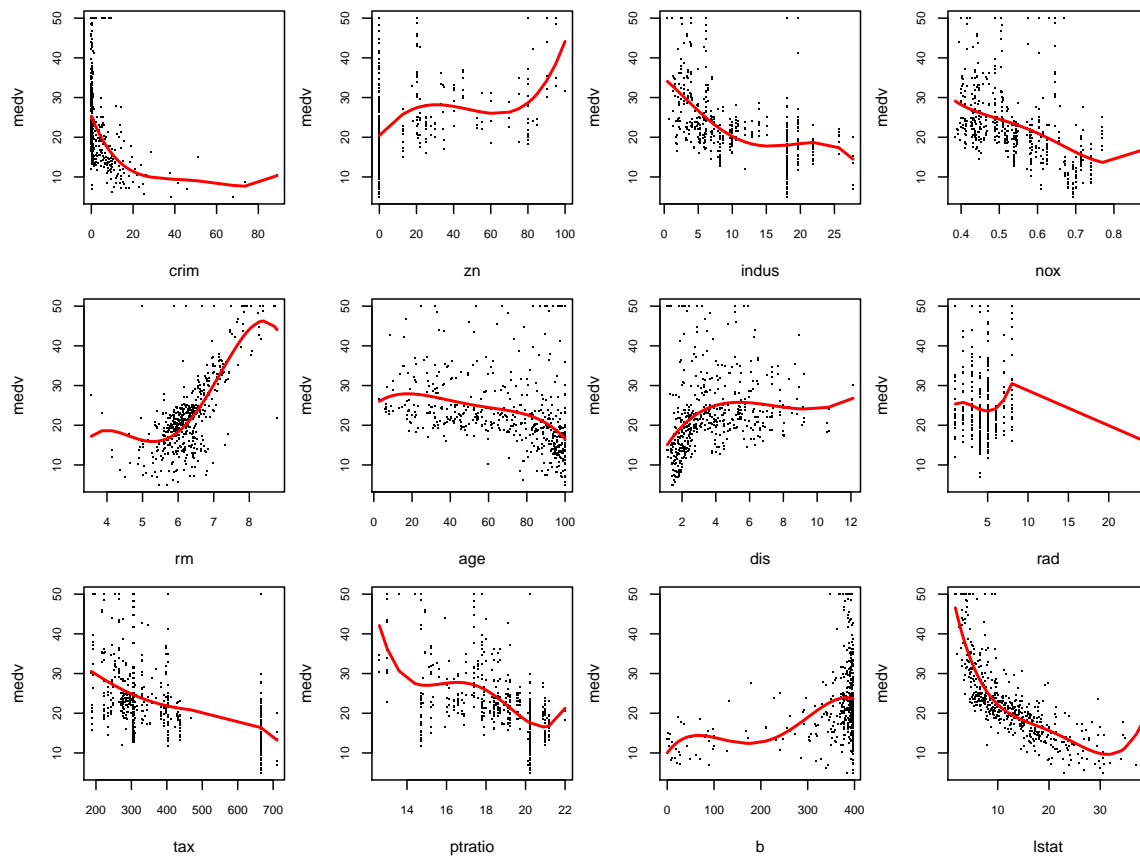 medv
50
40
30
20
10
0 20 40 60 80
crim
medv
50
40
30
20
10
0 20 40 60 80 100
zn
medv
50
40
30
20
10
0 5 10 15 20 25
indus
medv
50
40
30
20
10
0.4 0.5 0.6 0.7 0.8
nox
medv
50
40
30
20
10
4 5 6 7 8
rm
medv
50
40
30
20
10
0 20 40 60 80 100
age
medv
50
40
30
20
10
2 4 6 8 10 12
dis
medv
50
40
30
20
10
5 10 15 20
rad
medv
50
40
30
20
10
200 300 400 500 600 700
tax
medv
50
40
30
20
10
14 16 18 20 22
ptratio
medv
50
40
30
20
10
0 100 200 300 400
b
medv
50
40
30
20
10
10 20 30
lstat